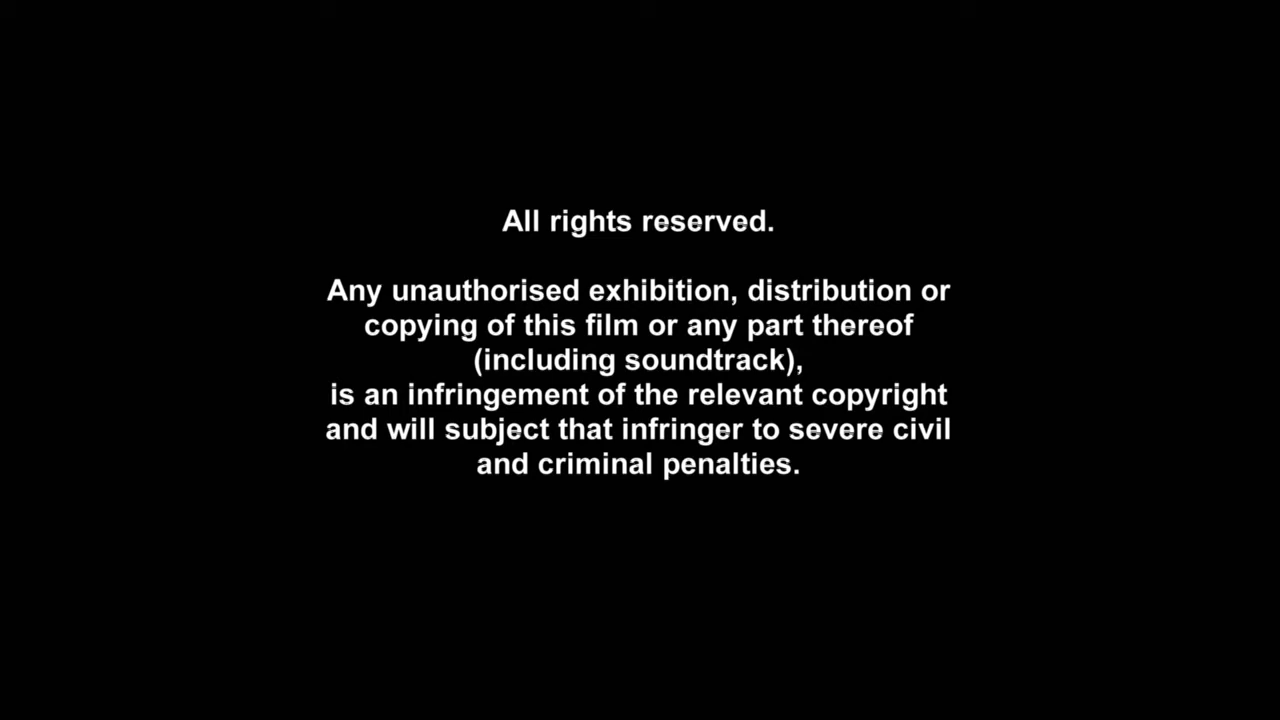 All rights reserved.
Any unauthorised exhibition, distribution or
copying of this film or any part thereof
(including soundtrack),
is an infringement of the relevant copyright
and will subject that infringer to severe civil
and criminal penalties.